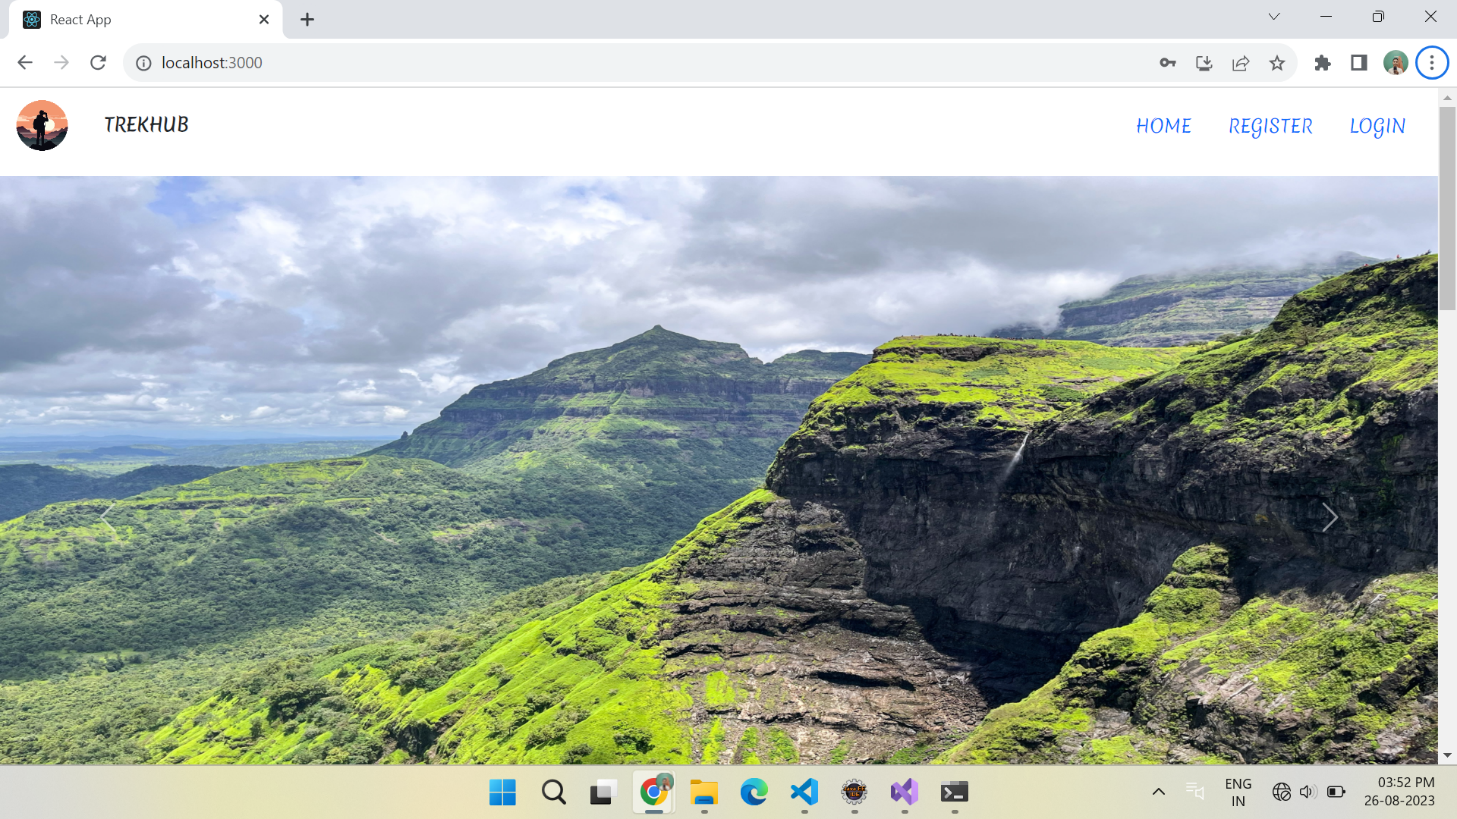 React App
localhost:3000
TREKHUB
HOME REGISTER LOGIN
ENG
IN
03:52 PM
26-08-2023